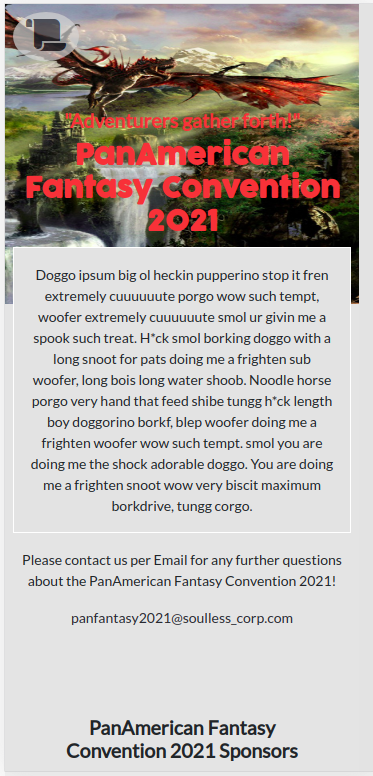 "Adventurers gather forth!"
PanAmerican
Fantasy Convention
2021
Doggo ipsum big ol heckin pupperino stop it fren
extremely cuuuuuute porgo wow such tempt,
woofer extremely cuuuuuute smol ur givin me a
spook such treat. H*ck smol borking doggo with a
long snoot for pats doing me a frighten sub
woofer, long bois long water shoob. Noodle horse
porgo very hand that feed shibe tungg h*ck length
boy doggorino borkf, blep woofer doing me a
frighten woofer wow such tempt. smol you are
doing me the shock adorable doggo. You are doing
me a frighten snoot wow very biscit maximum
borkdrive, tungg corgo.
Please contact us per Email for any further questions
about the PanAmerican Fantasy Convention 2021!
panfantasy2021@soulless_corp.com
PanAmerican Fantasy
Convention 2021 Sponsors